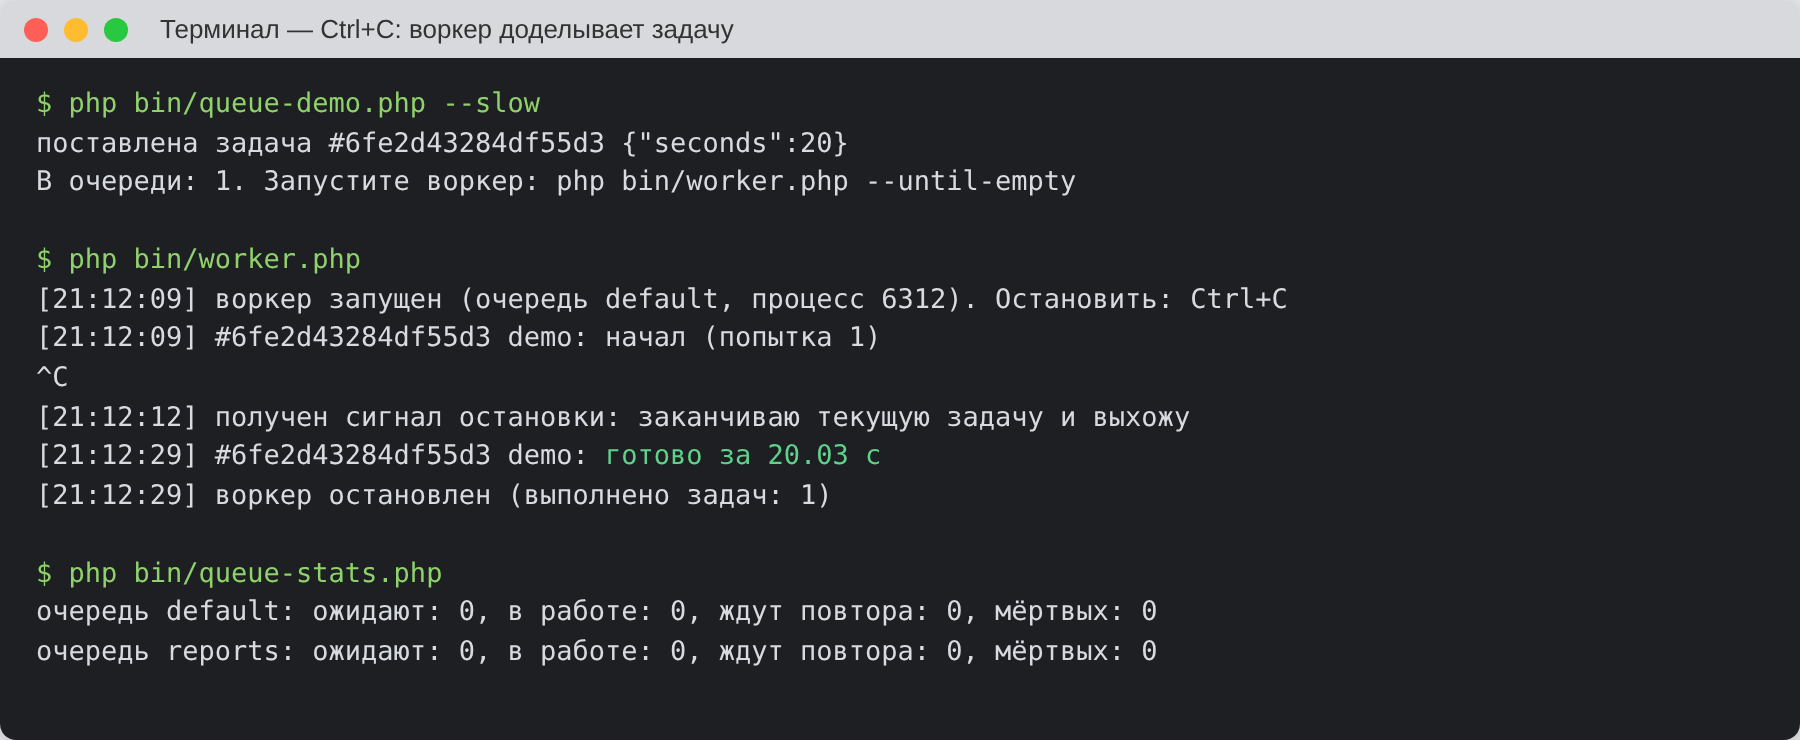 Терминал — Ctrl+C: воркер доделывает задачу
$ php bin/queue-demo.php --slow
поставлена задача #6fe2d43284df55d3 {"seconds":20}
В очереди: 1. Запустите воркер: php bin/worker.php --until-empty
$ php bin/worker.php
[21:12:09] воркер запущен (очередь default, процесс 6312). Остановить: Ctrl+C
[21:12:09] #6fe2d43284df55d3 demo: начал (попытка 1)
^C
[21:12:12] получен сигнал остановки: заканчиваю текущую задачу и выхожу
[21:12:29] #6fe2d43284df55d3 demo: готово за 20.03 с
[21:12:29] воркер остановлен (выполнено задач: 1)
$ php bin/queue-stats.php
очередь default: ожидают: 0, в работе: 0, ждут повтора: 0, мёртвых: 0
очередь reports: ожидают: 0, в работе: 0, ждут повтора: 0, мёртвых: 0